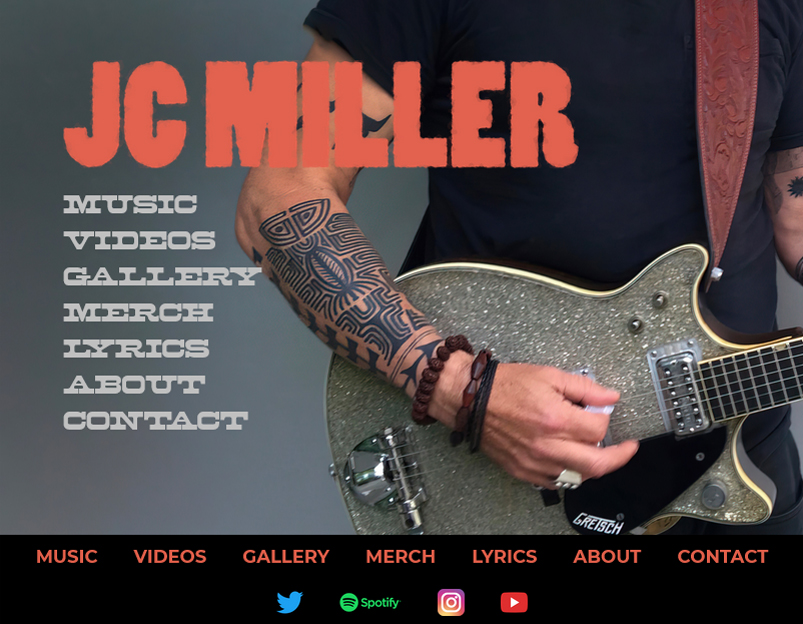 JC MILLER
MUSIC
VIDEOS
GALLERY
MERCH
LYRICS
ABOUT
CONTACT
GRETSCH
MUSIC VIDEOS GALLERY MERCH LYRICS ABOUT CONTACT
Spotify